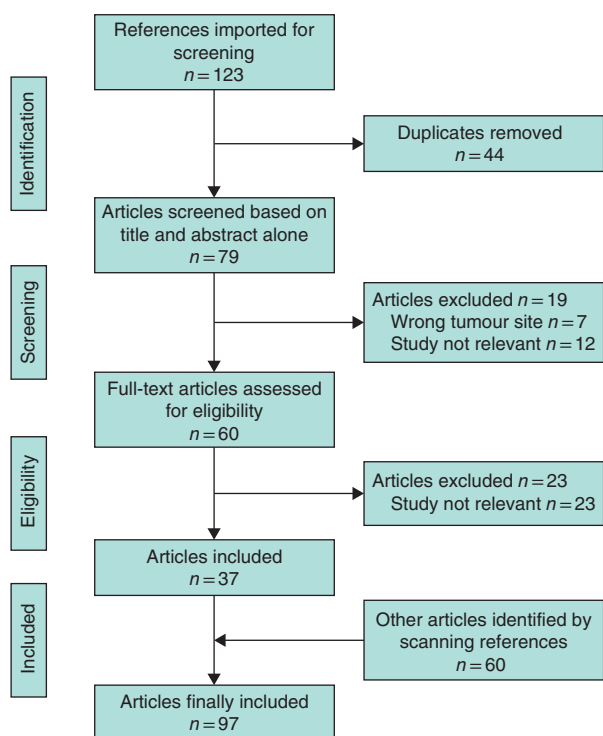 References imported for
screening
n = 123
Identification
Duplicates removed
n = 44
Articles screened based on
title and abstract alone
n = 79
Screening
Articles excluded n = 19
Wrong tumour site n = 7
Study not relevant n = 12
Full-text articles assessed
for eligibility
n = 60
Eligibility
Articles excluded n = 23
Study not relevant n = 23
Articles included
n = 37
Included
Other articles identified by
scanning references
n = 60
Articles finally included
n = 97